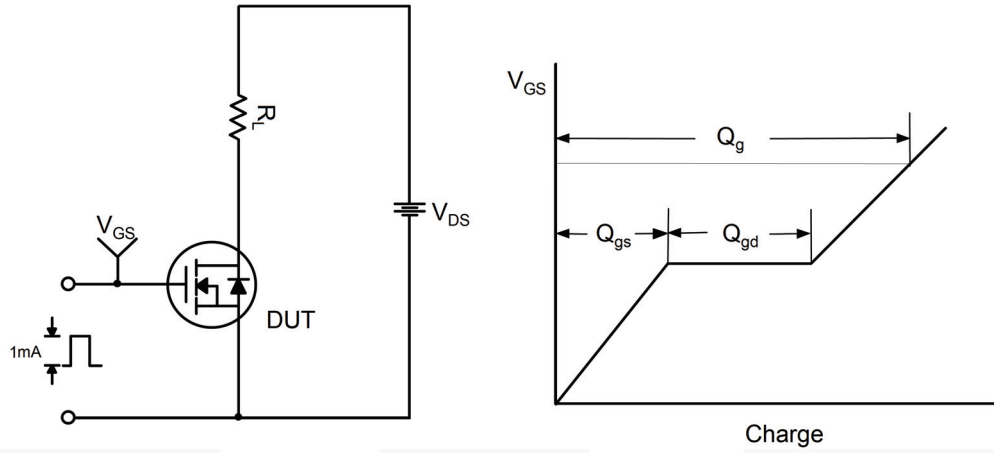 R_L
V_GS
V_DS
DUT
1mA
V_GS
Q_g
Q_gs
Q_gd
Charge